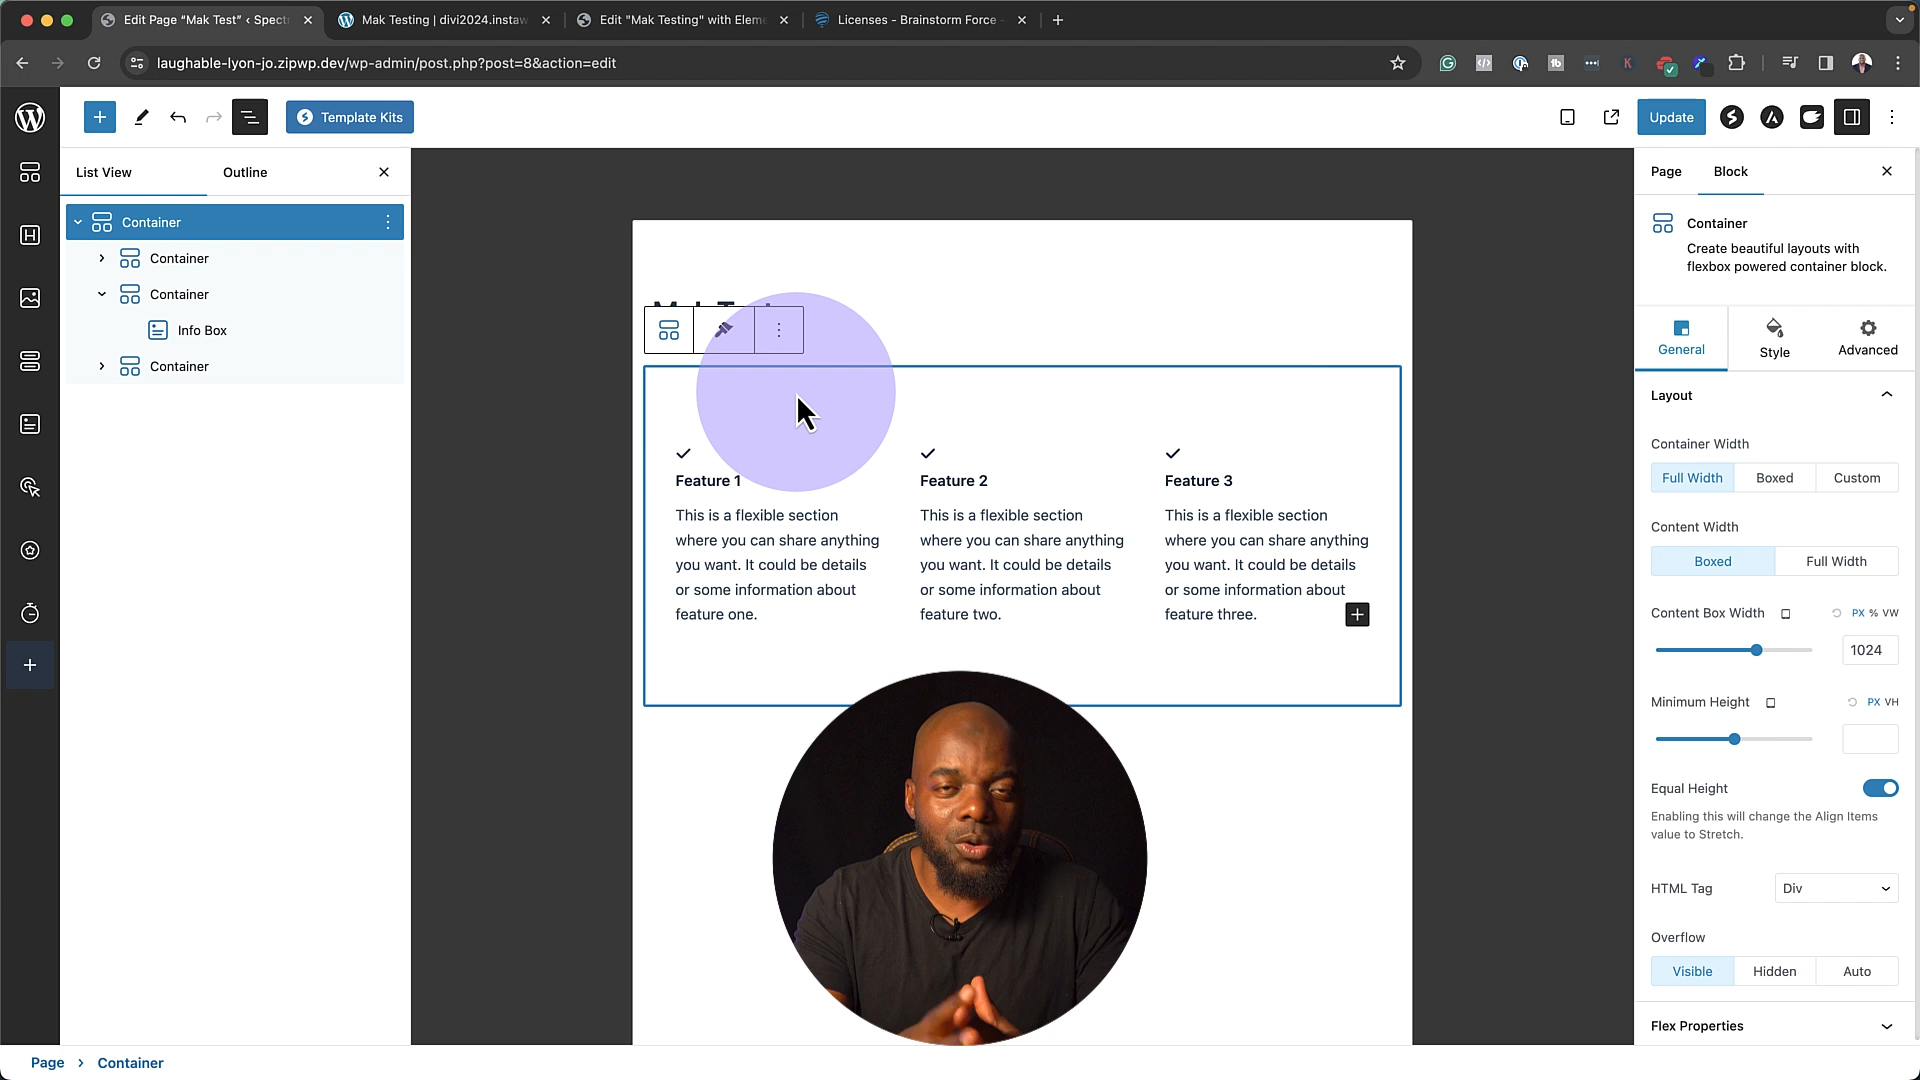 Edit Page “Mak Test” ‹ Spectr
Mak Testing | divi2024.instaw
Edit "Mak Testing" with Eleme
Licenses - Brainstorm Force -
laughable-lyon-jo.zipwp.dev/wp-admin/post.php?post=8&action=edit
Template Kits
Update
List View
Outline
Container
Container
Container
Info Box
Container
Feature 1
This is a flexible section
where you can share anything
you want. It could be details
or some information about
feature one.
Feature 2
This is a flexible section
where you can share anything
you want. It could be details
or some information about
feature two.
Feature 3
This is a flexible section
where you can share anything
you want. It could be details
or some information about
feature three.
Page
Block
Container
Create beautiful layouts with
flexbox powered container block.
General
Style
Advanced
Layout
Container Width
Full Width
Boxed
Custom
Content Width
Boxed
Full Width
Content Box Width
PX % VW
1024
Minimum Height
PX VH
Equal Height
Enabling this will change the Align Items
value to Stretch.
HTML Tag
Div
Overflow
Visible
Hidden
Auto
Flex Properties
Page
Container